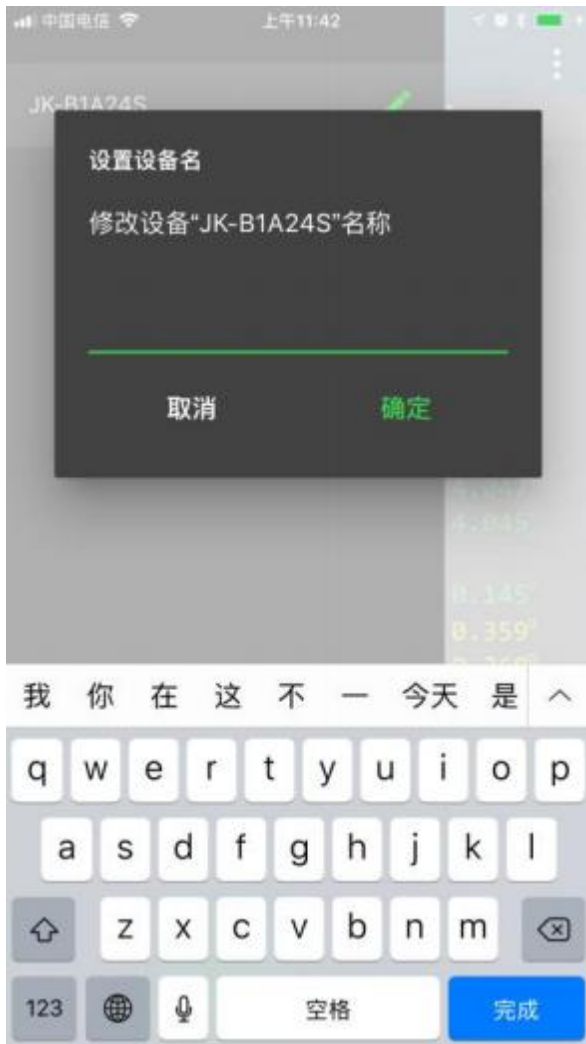 中国电信
上午11:42
JK-B1A24S
设置设备名
修改设备“JK-B1A24S”名称
取消
确定
4.045
0.145
0.359
我 你 在 这 不 一 今天 是
q w e r t y u i o p
a s d f g h j k l
z x c v b n m
123 空格 完成